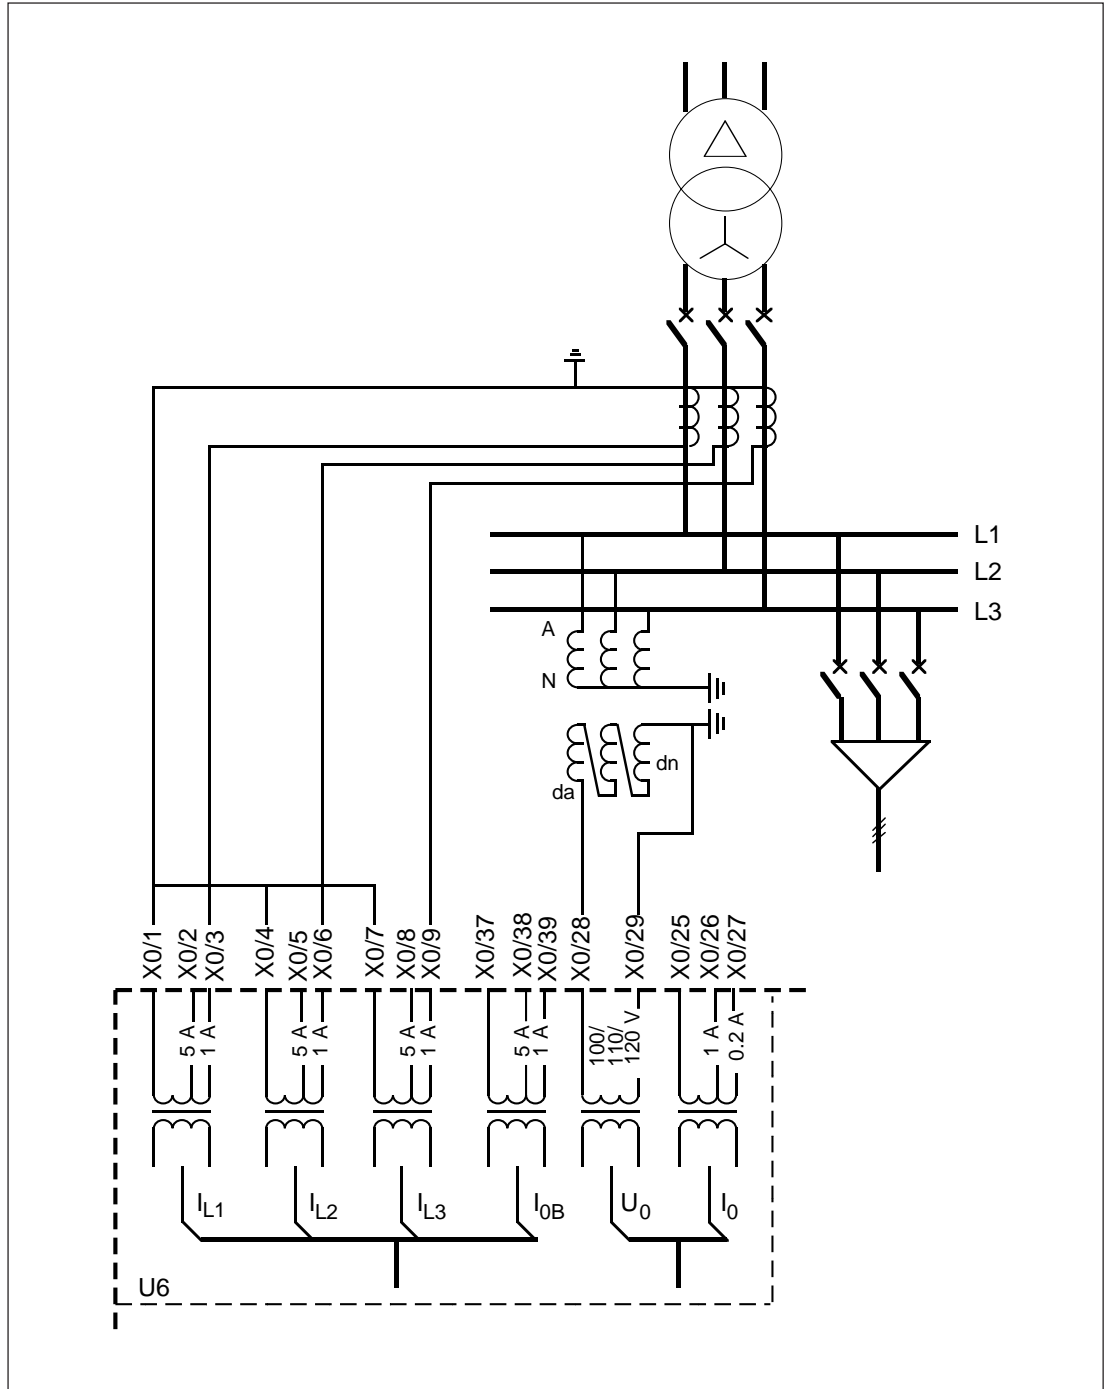 L1
L2
L3
A
N
dn
da
X0/1
X0/2
X0/3
X0/4
X0/5
X0/6
X0/7
X0/8
X0/9
X0/37
X0/38
X0/39
X0/28
X0/29
X0/25
X0/26
X0/27
5 A
1 A
5 A
1 A
5 A
1 A
5 A
1 A
100/
110/
120 V
1 A
0.2 A
IL1
IL2
IL3
I0B
U0
I0
U6